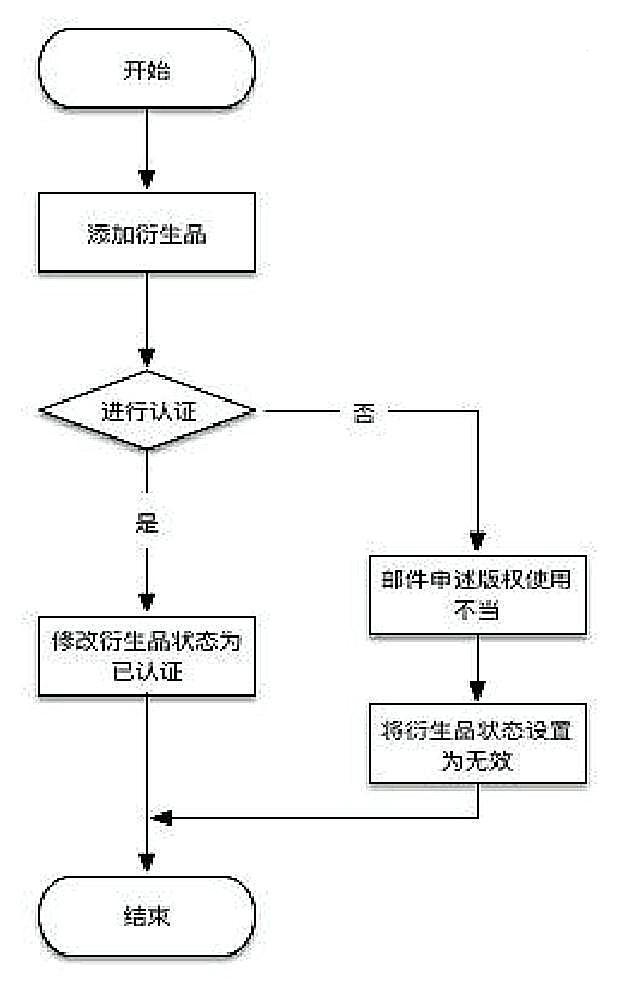 开始
添加衍生品
进行认证
否
是
邮件申述版权使用
不当
修改衍生品状态为
已认证
将衍生品状态设置
为无效
结束